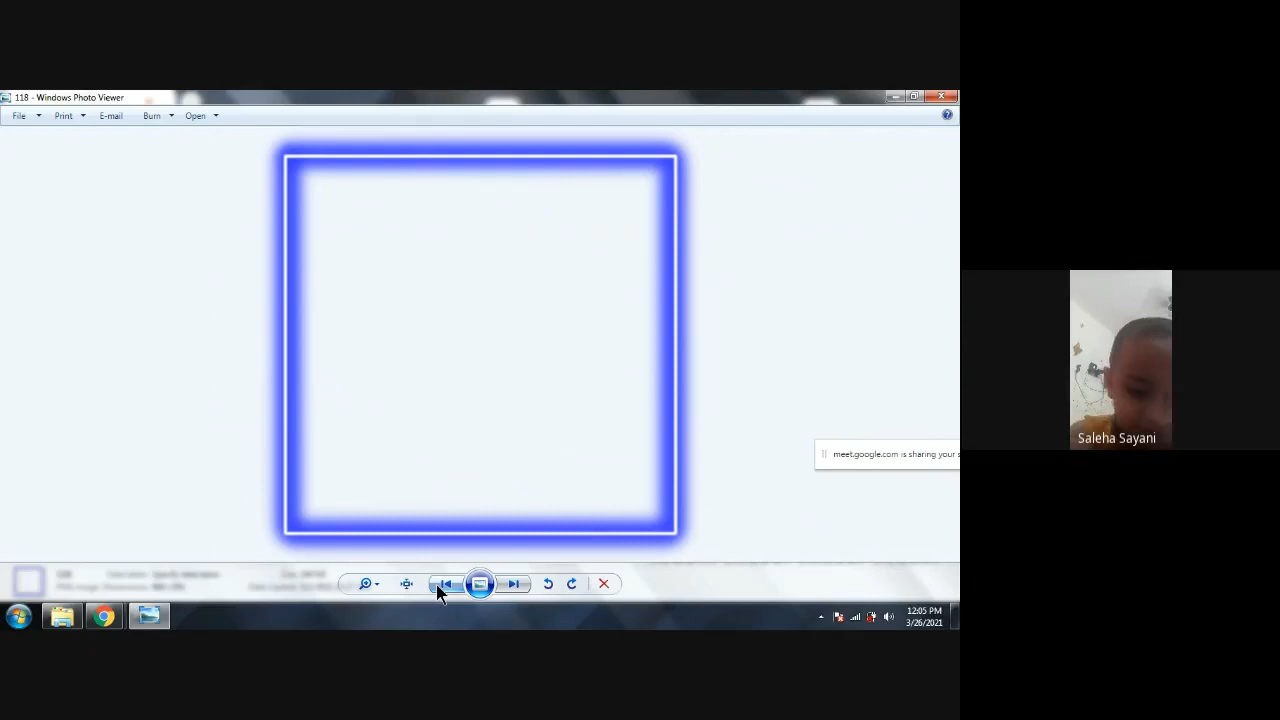 118 - Windows Photo Viewer
File Print E-mail Burn Open
meet.google.com is sharing your s
Saleha Sayani
12:05 PM
3/26/2021